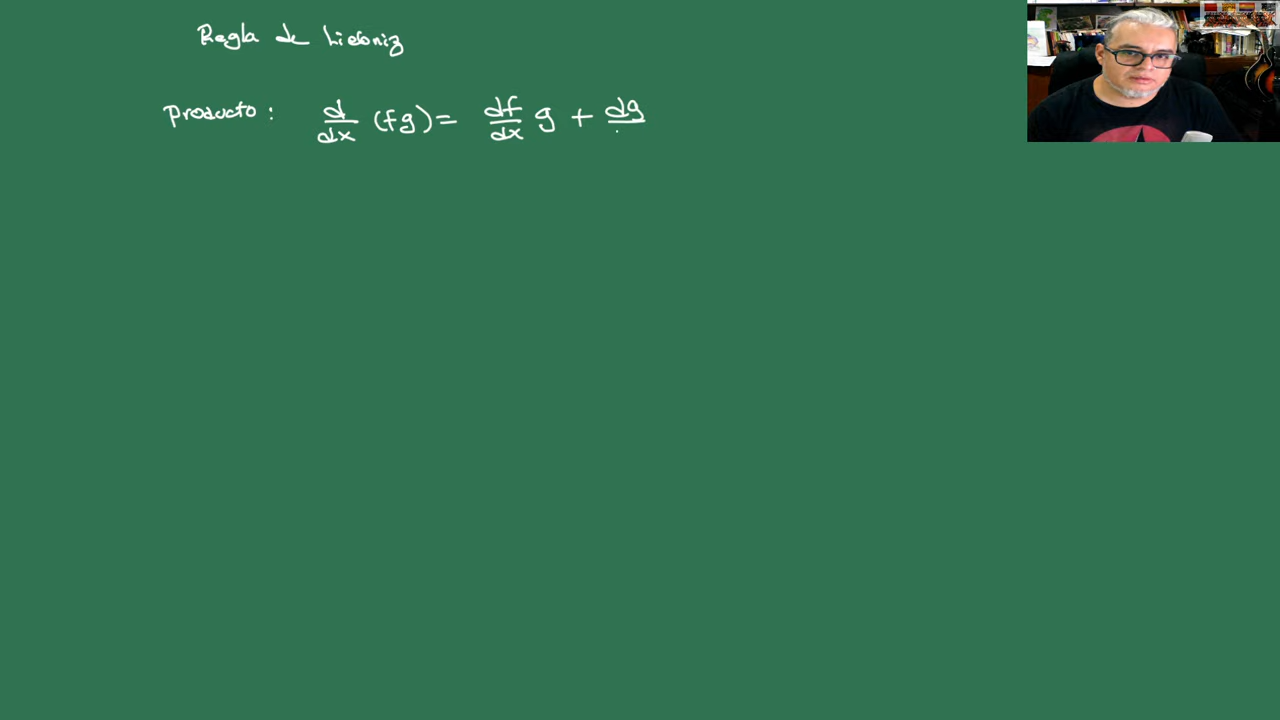 Regla de Liebniz
Producto: d/dx (fg) = df/dx g + dg/